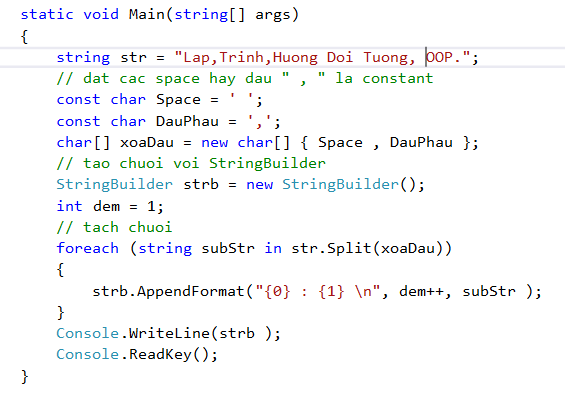 static void Main(string[] args)
{
string str = "Lap,Trinh,Huong Doi Tuong, OOP.";
// dat cac space hay dau " , " la constant
const char Space = ' ';
const char DauPhau = ',';
char[] xoaDau = new char[] { Space , DauPhau };
// tao chuoi voi StringBuilder
StringBuilder strb = new StringBuilder();
int dem = 1;
// tach chuoi
foreach (string subStr in str.Split(xoaDau))
{
strb.AppendFormat("{0} : {1} \n", dem++, subStr );
}
Console.WriteLine(strb );
Console.ReadKey();
}